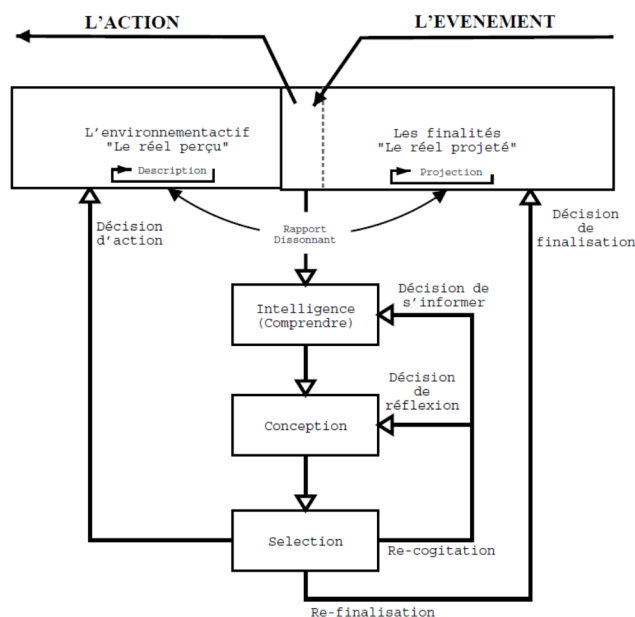 L'ACTION
L'EVENEMENT
L'environnementactif
"Le réel perçu"
Description
Les finalités
"Le réel projeté"
Projection
Décision
d'action
Rapport
Dissonnant
Décision
de
finalisation
Intelligence
(Comprendre)
Décision de
s'informer
Décision
de
réflexion
Conception
Selection
Re-cogitation
Re-finalisation